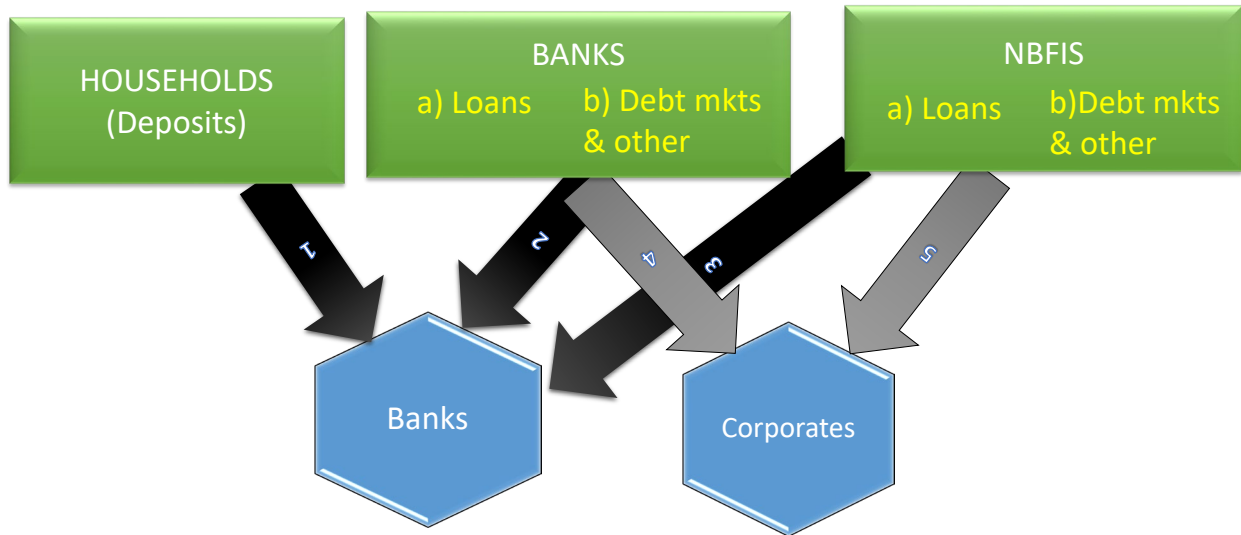 HOUSEHOLDS
(Deposits)
BANKS
a) Loans
b) Debt mkts
& other
NBFIS
a) Loans
b)Debt mkts
& other
1
2
4
3
5
Banks
Corporates